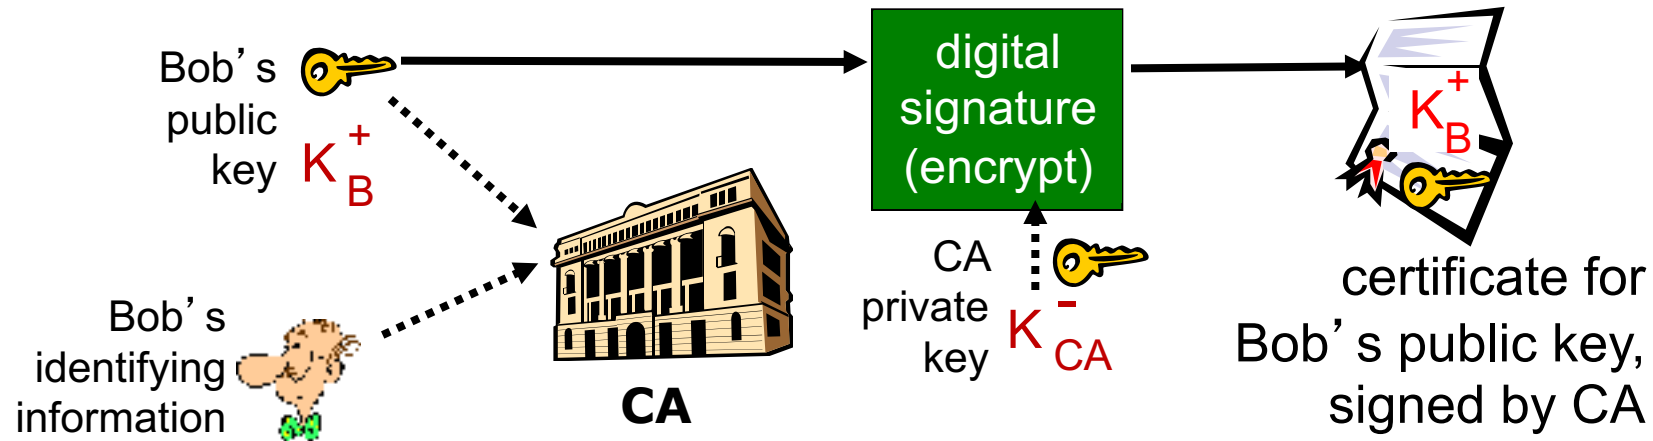 Bob’s
public
key
K+B
digital
signature
(encrypt)
K+B
CA
private
key
K-CA
certificate for
Bob’s public key,
signed by CA
Bob’s
identifying
information
CA